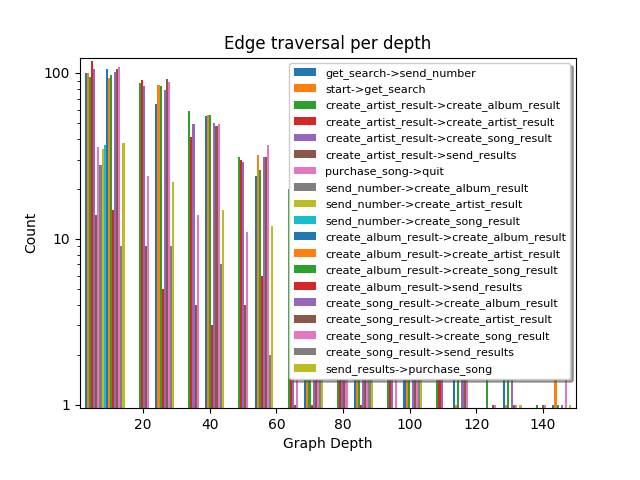 Edge traversal per depth
get_search->send_number
start->get_search
create_artist_result->create_album_result
create_artist_result->create_artist_result
create_artist_result->create_song_result
create_artist_result->send_results
purchase_song->quit
send_number->create_album_result
send_number->create_artist_result
send_number->create_song_result
create_album_result->create_album_result
create_album_result->create_artist_result
create_album_result->create_song_result
create_album_result->send_results
create_song_result->create_album_result
create_song_result->create_artist_result
create_song_result->create_song_result
create_song_result->send_results
send_results->purchase_song
100
10
1
Count
20 40 60 80 100 120 140
Graph Depth